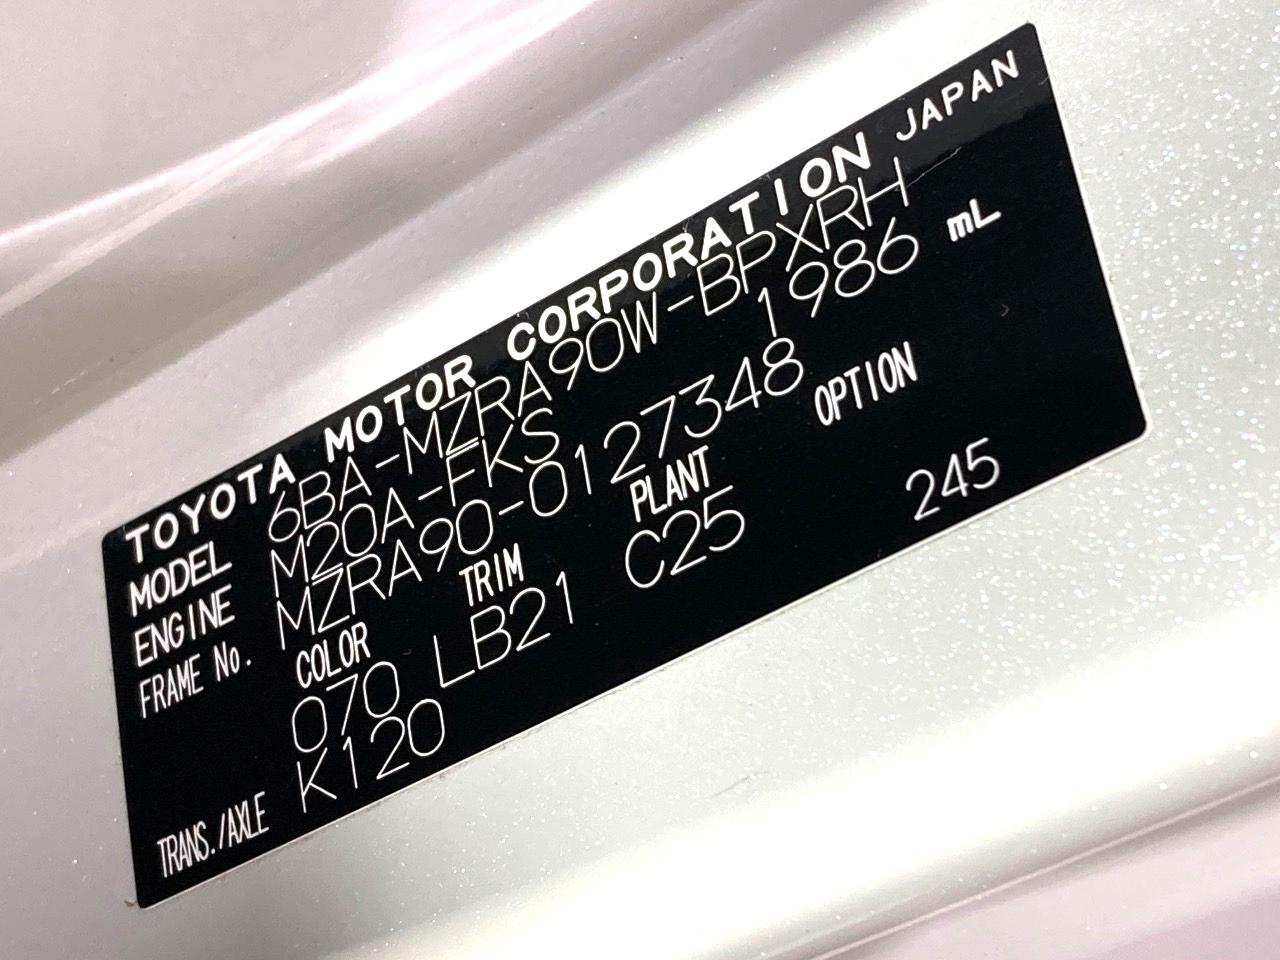 TOYOTA MOTOR CORPORATION JAPAN
MODEL 6BA-MZRA90W-BPXRH
ENGINE M20A-FKS 1986 mL
FRAME No. MZRA90-0127348
COLOR TRIM PLANT OPTION
070 LB21 C25 245
TRANS./AXLE K120